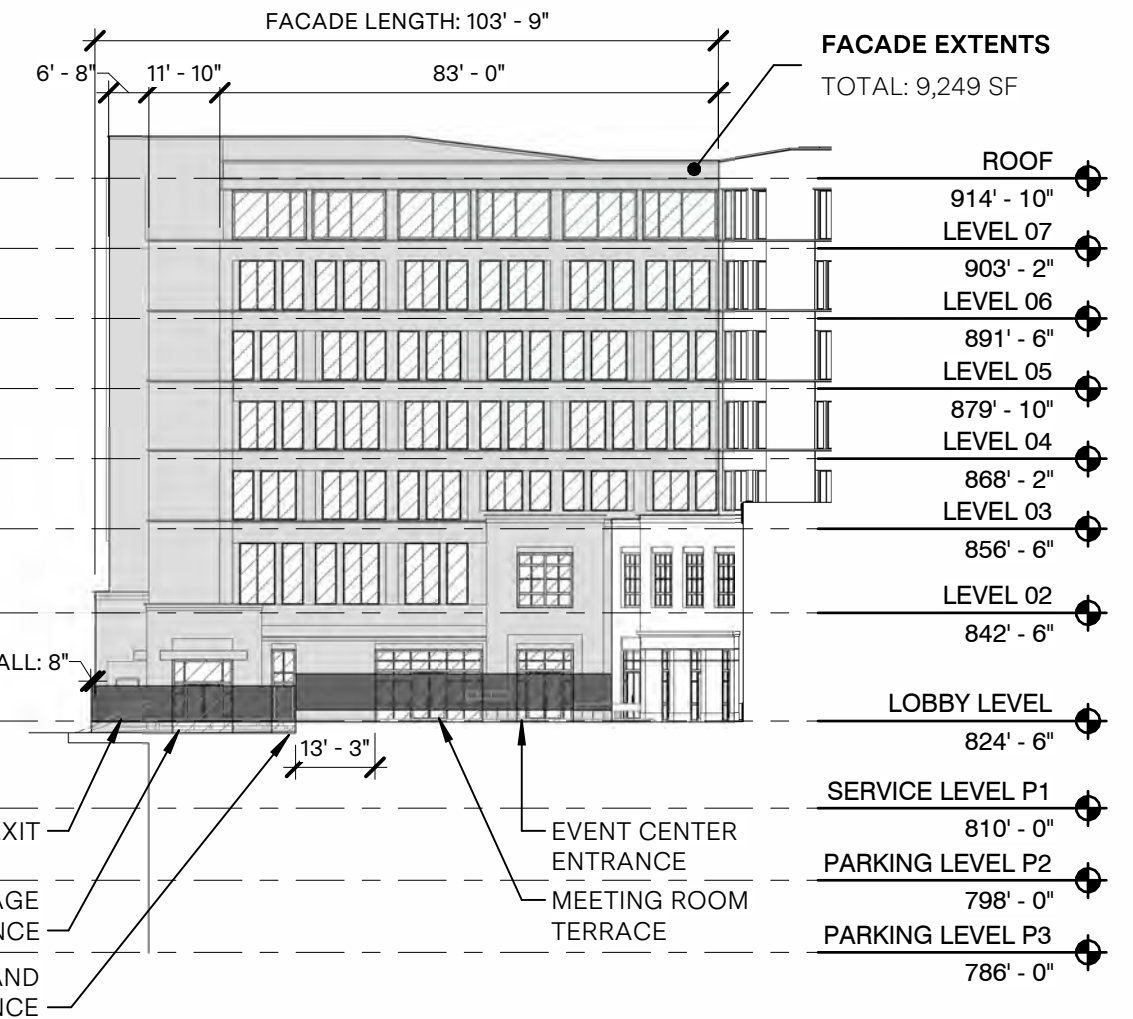 FACADE LENGTH: 103' - 9"
6' - 8"
11' - 10"
83' - 0"
FACADE EXTENTS
TOTAL: 9,249 SF
ROOF
914' - 10"
LEVEL 07
903' - 2"
LEVEL 06
891' - 6"
LEVEL 05
879' - 10"
LEVEL 04
868' - 2"
LEVEL 03
856' - 6"
LEVEL 02
842' - 6"
ALL: 8"
LOBBY LEVEL
824' - 6"
13' - 3"
SERVICE LEVEL P1
810' - 0"
XIT
EVENT CENTER
ENTRANCE
PARKING LEVEL P2
798' - 0"
AGE
NCE
MEETING ROOM
TERRACE
PARKING LEVEL P3
786' - 0"
AND
NCE